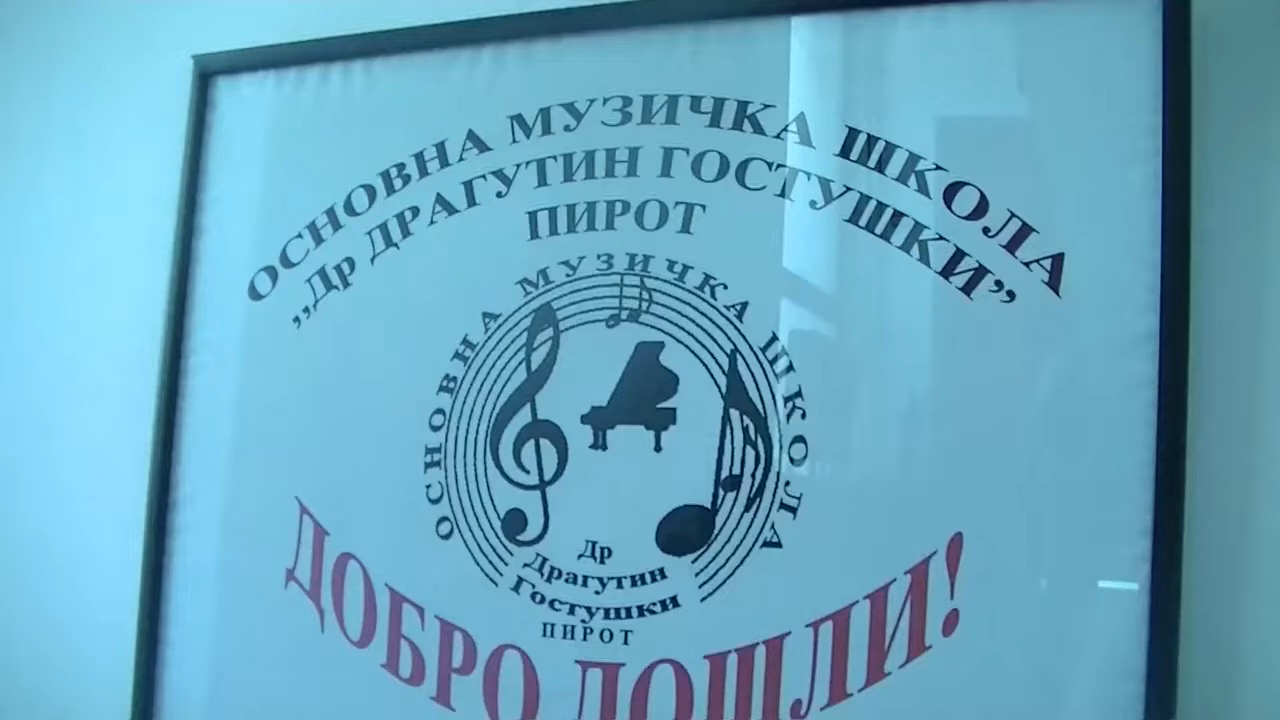 ОСНОВНА МУЗИЧКА ШКОЛА
„Др ДРАГУТИН ГОСТУШКИ”
ПИРОТ
ОСНОВНА МУЗИЧКА ШКОЛА
Др
Драгутин
Гостушки
ПИРОТ
ДОБРО ДОШЛИ!